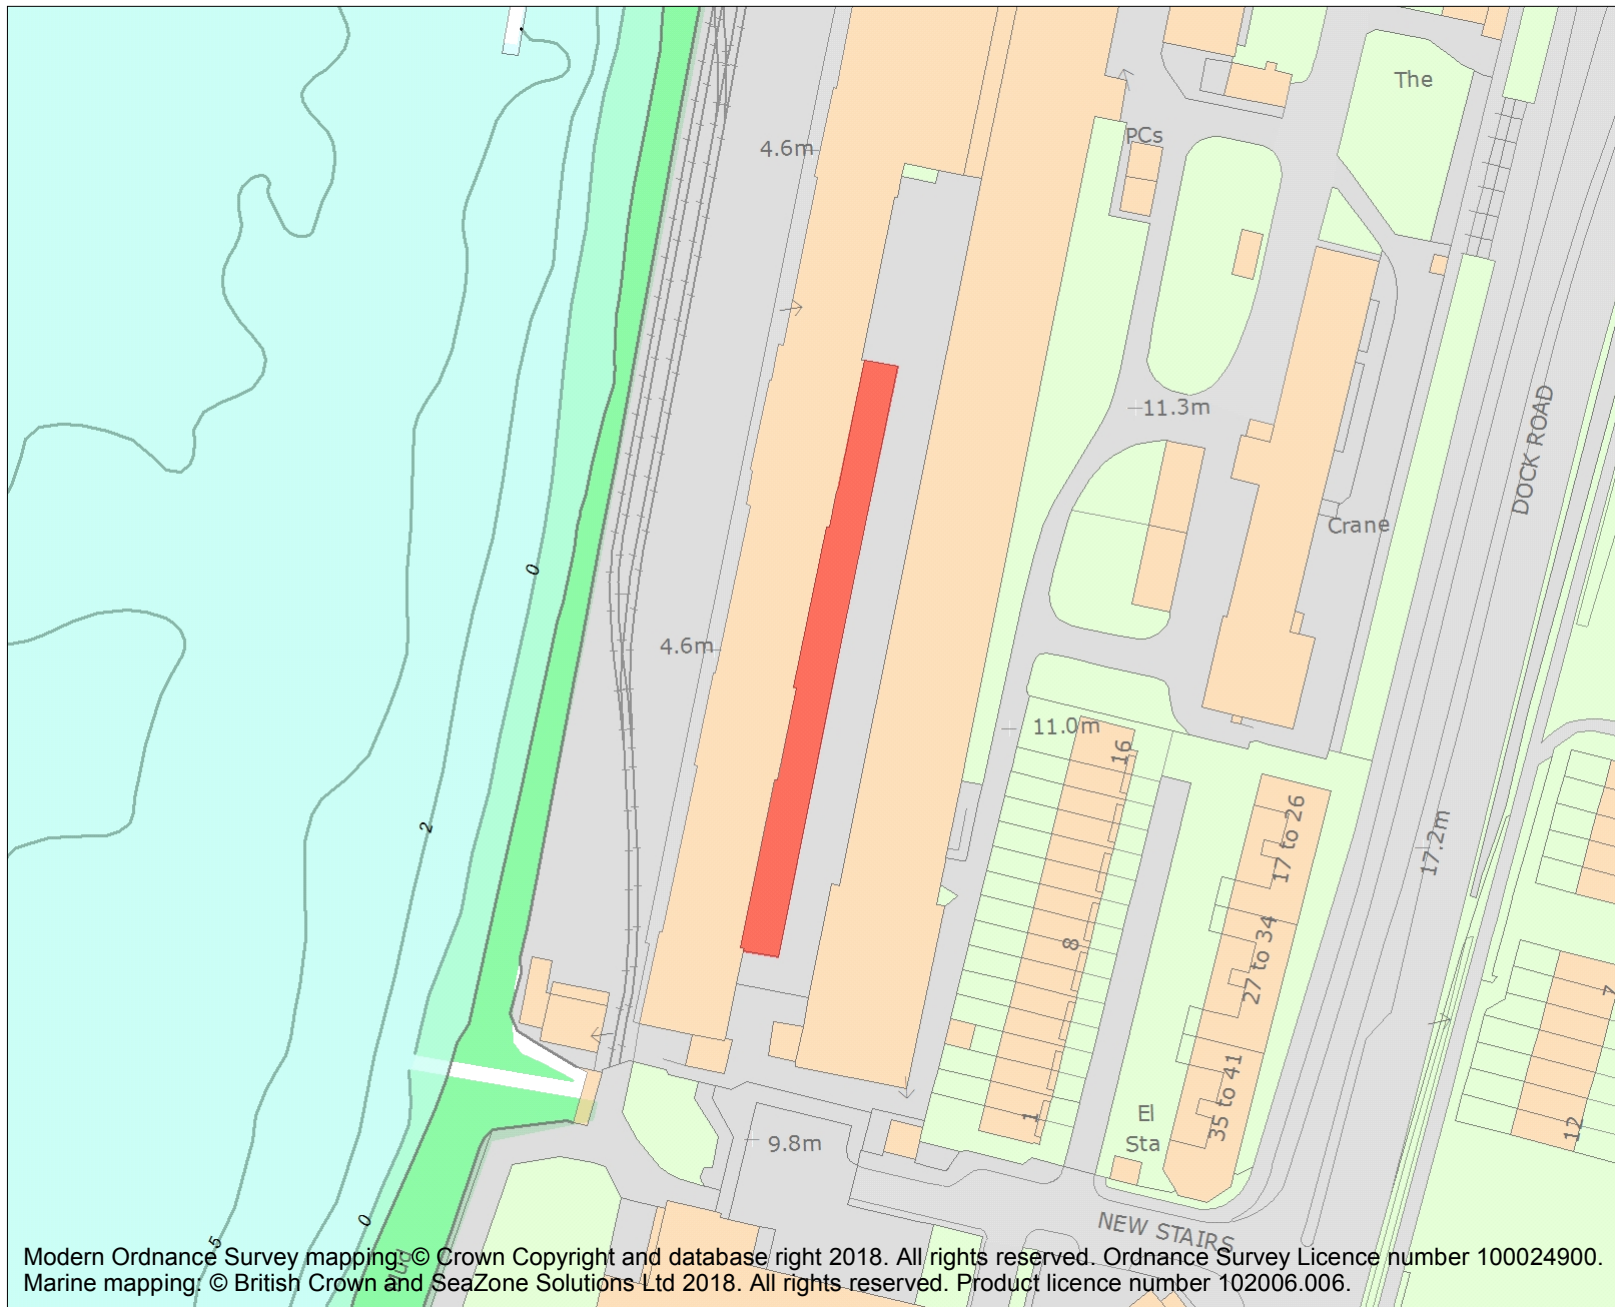 The
PCs
4.6m
11.3m
DOCK ROAD
Crane
0
4.6m
11.0m
16
17 to 26
17.2m
2
8
27 to 34
7
35 to 41
1
El
Sta
12
9.8m
NEW STAIRS
0
5
Mud
Modern Ordnance Survey mapping: © Crown Copyright and database right 2018. All rights reserved. Ordnance Survey Licence number 100024900.
Marine mapping: © British Crown and SeaZone Solutions Ltd 2018. All rights reserved. Product licence number 102006.006.